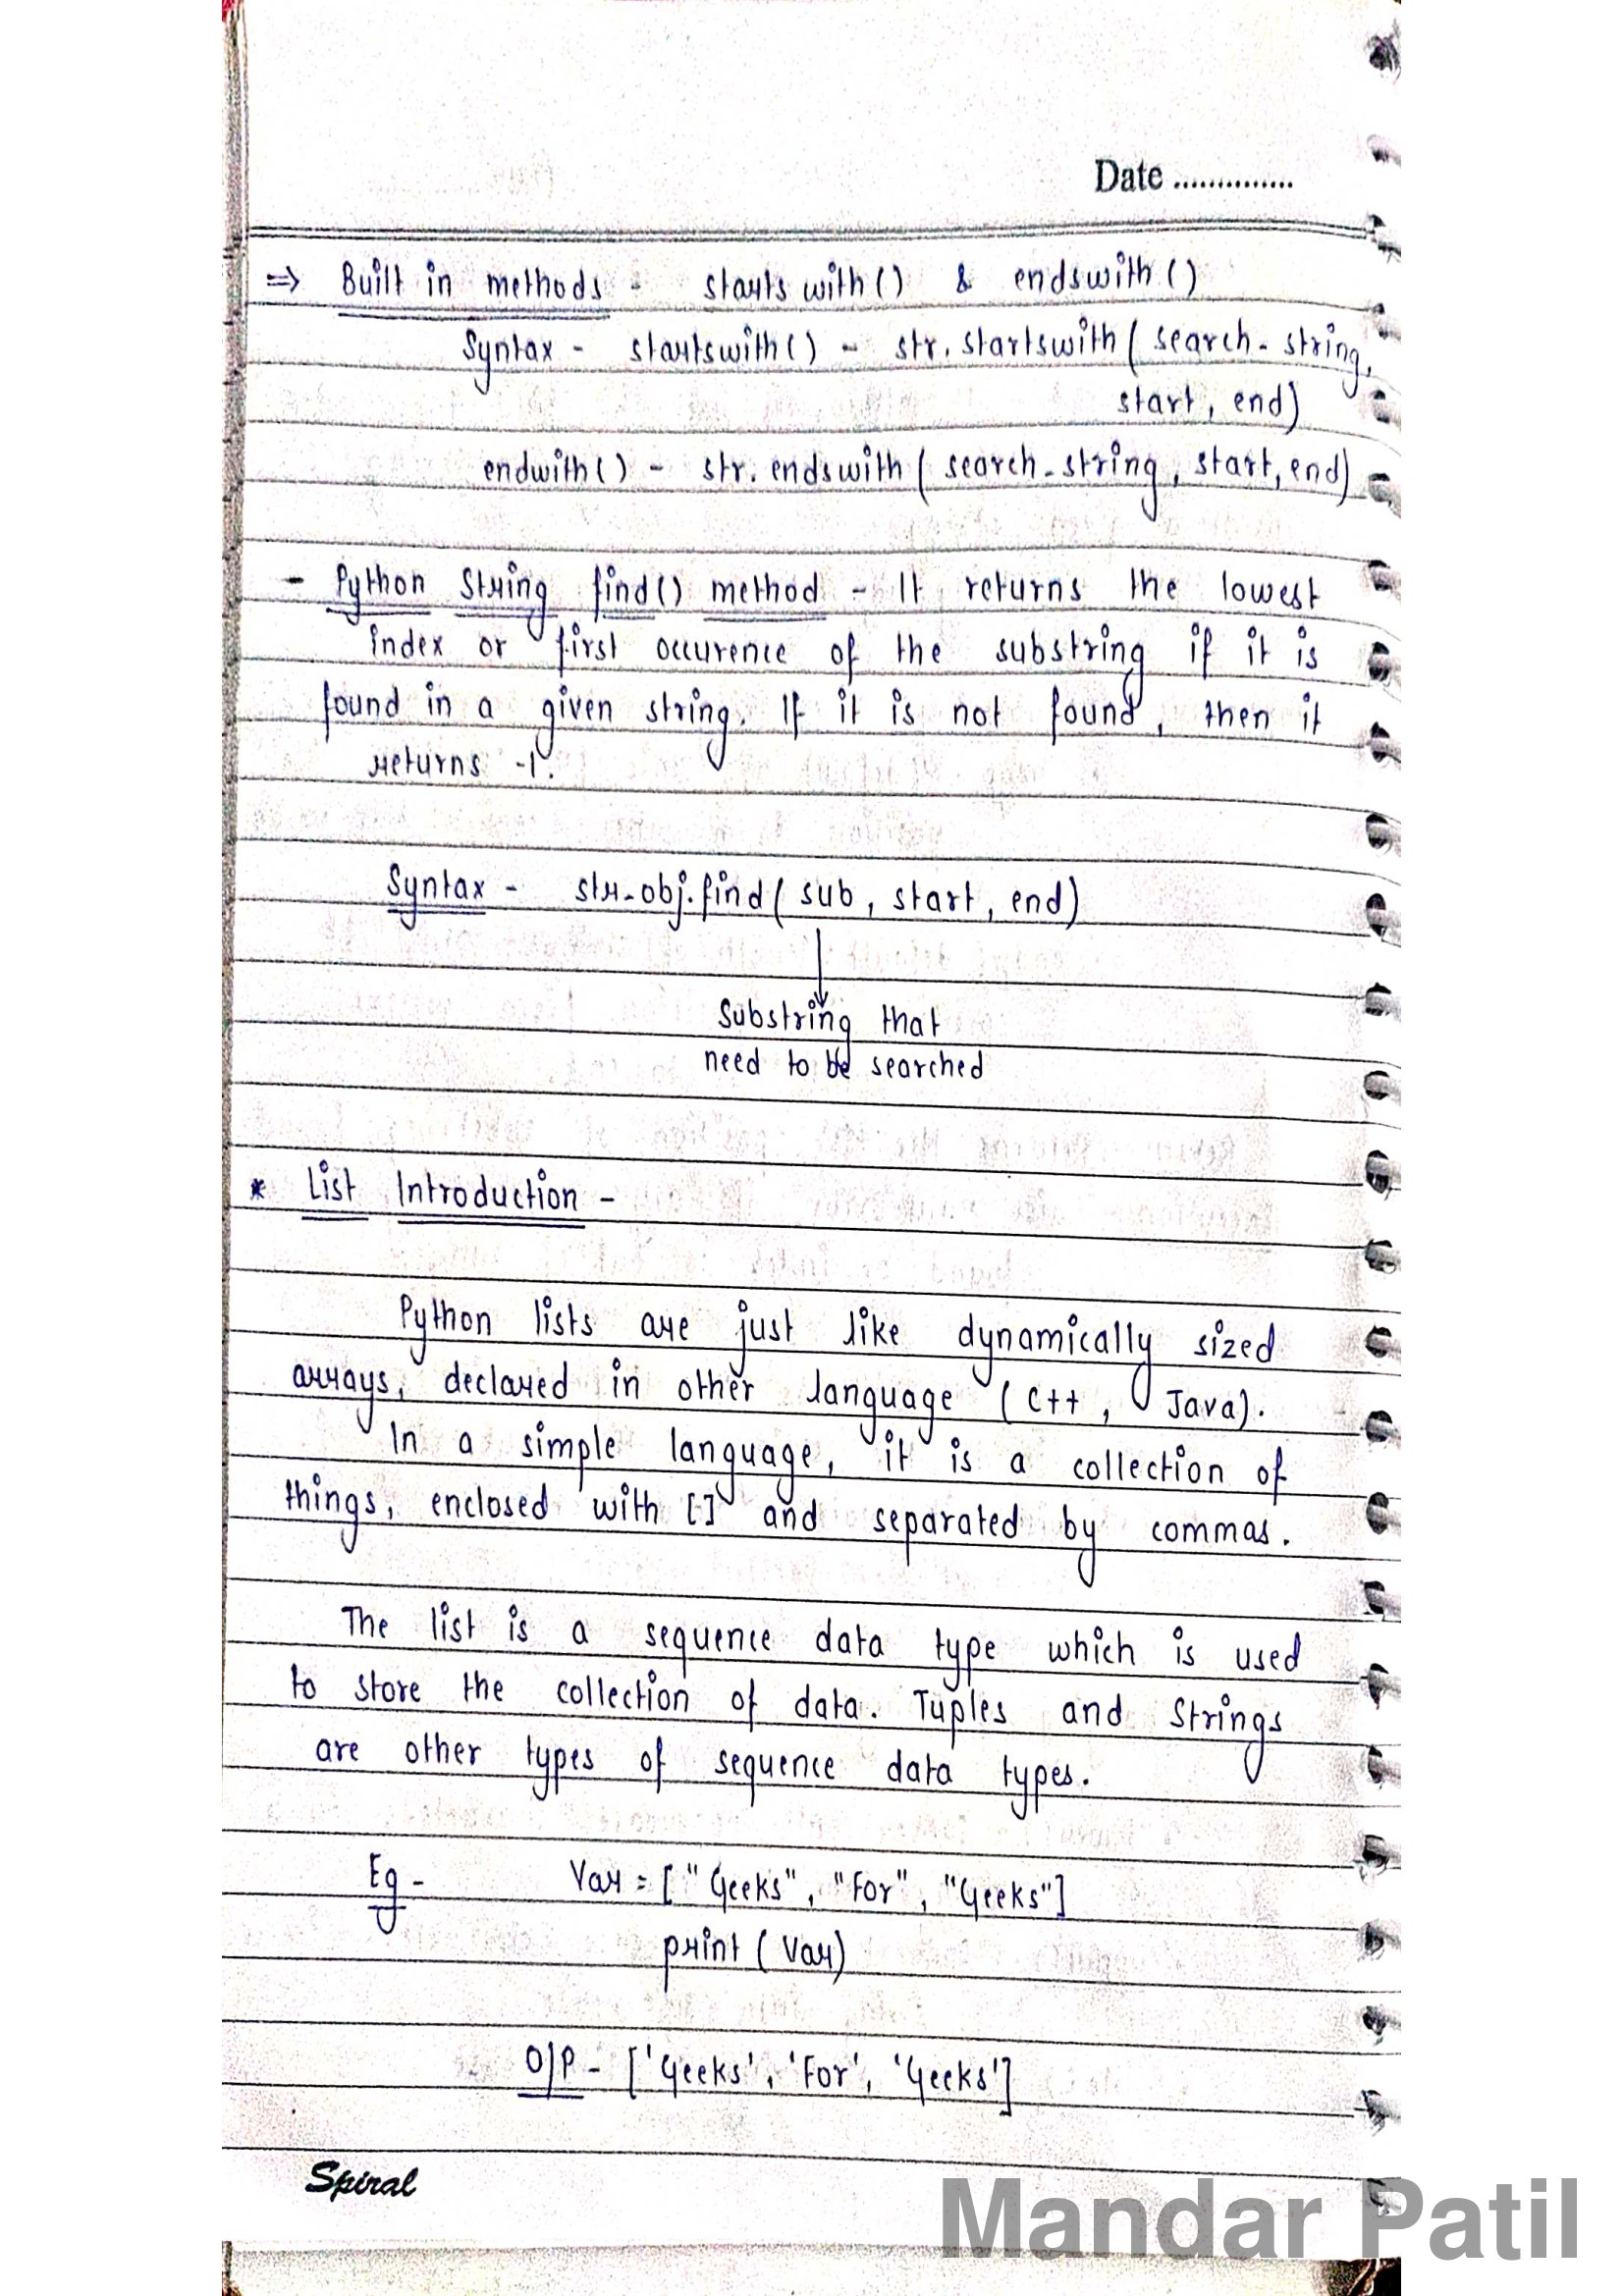 Date ..............
=> Built in methods - starts with() & endswith()
Syntax - startswith() - str.startswith( search_string,
start, end)
endwith() - str.endswith( search_string, start, end)
- Python String find() method - It returns the lowest
index or first occurence of the substring if it is
found in a given string. If it is not found, then it
returns -1.
Syntax - str_obj.find( sub, start, end)
Substring that
need to be searched
* List Introduction -
Python lists are just like dynamically sized
arrays, declared in other language (C++, Java).
In a simple language, it is a collection of
things, enclosed with [] and separated by commas.
The list is a sequence data type which is used
to store the collection of data. Tuples and Strings
are other types of sequence data types.
Eg - Var = ["Geeks", "For", "Geeks"]
print (Var)
O/P - ['Geeks', 'For', 'Geeks']
Spiral
Mandar Patil